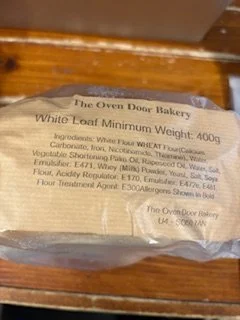 The Oven Door Bakery
White Loaf Minimum Weight: 400g
Ingredients: White Flour WHEAT Flour(Calcium
Carbonate, Iron, Nicotinamide, Thiamine), Water,
Vegetable Shortening Palm Oil, Rapeseed Oil, Water, Salt,
Emulsifier: E471, Whey (Milk) Powder, Yeast, Salt, Soya
Flour, Acidity Regulator: E170, Emulsifier: E472e, E481,
Flour Treatment Agent: E300Allergens Shown In Bold
The Oven Door Bakery
U4 -